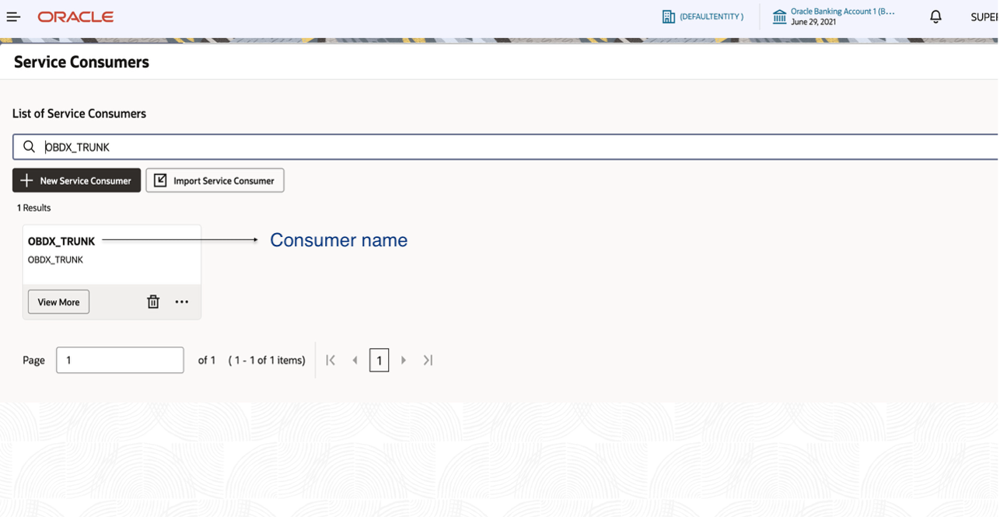 ORACLE
(DEFAULTENTITY )
Oracle Banking Account 1 (B...
June 29, 2021
Service Consumers
List of Service Consumers
OBDX_TRUNK
New Service Consumer
Import Service Consumer
1 Results
OBDX_TRUNK
Consumer name
OBDX_TRUNK
View More
Page 1 of 1 ( 1 - 1 of 1 items) 1